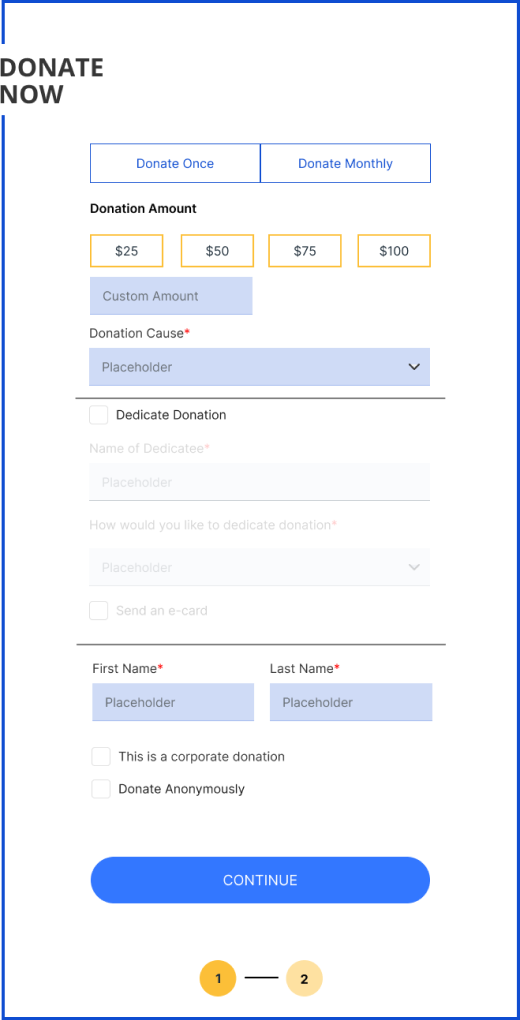 DONATE
NOW
Donate Once Donate Monthly
Donation Amount
$25 $50 $75 $100
Custom Amount
Donation Cause*
Placeholder
Dedicate Donation
Name of Dedicatee*
Placeholder
How would you like to dedicate donation*
Placeholder
Send an e-card
First Name* Last Name*
Placeholder Placeholder
This is a corporate donation
Donate Anonymously
CONTINUE
1 2